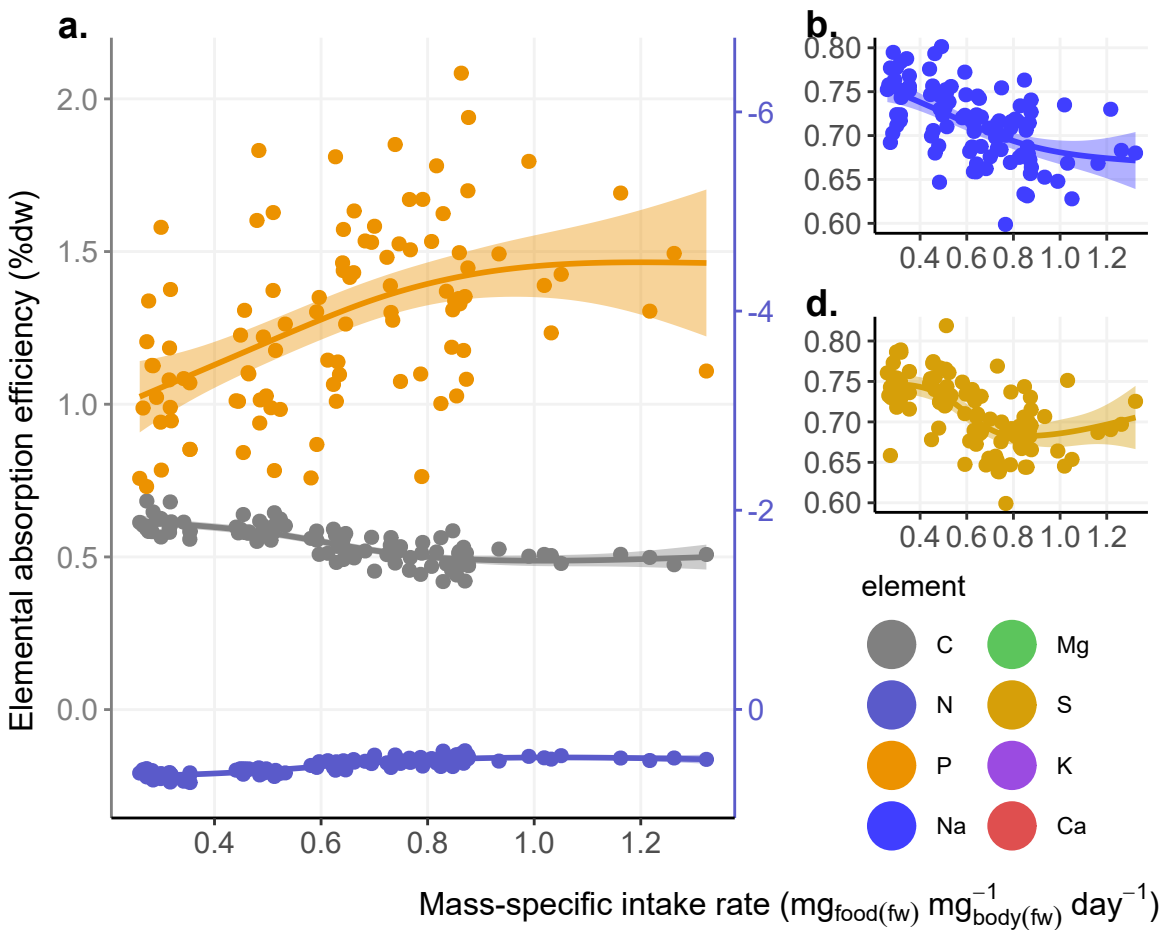 a.
b.
2.0
1.5
1.0
0.5
0.0
-6
-4
-2
0
0.4 0.6 0.8 1.0 1.2
Elemental absorption efficiency (%dw)
0.80
0.75
0.70
0.65
0.60
0.4 0.6 0.8 1.0 1.2
d.
0.80
0.75
0.70
0.65
0.60
0.4 0.6 0.8 1.0 1.2
element
C Mg
N S
P K
Na Ca
Mass-specific intake rate (mg_food(fw) mg_body(fw)^−1 day^−1)